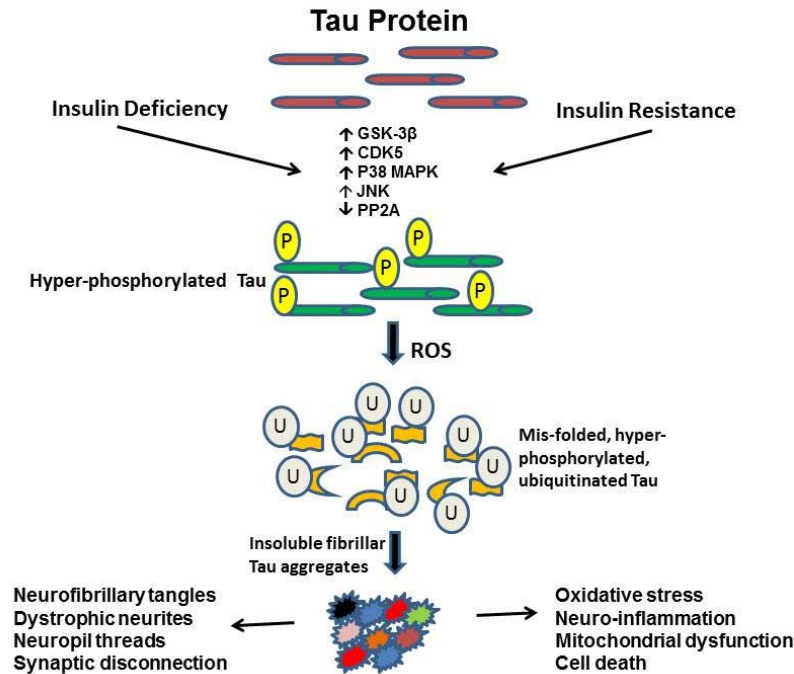 Tau Protein
Insulin Deficiency
Insulin Resistance
↑ GSK-3β
↑ CDK5
↑ P38 MAPK
↑ JNK
↓ PP2A
P
P
P
P
P
Hyper-phosphorylated Tau
ROS
U
U
U
U
U
U
U
U
U
Mis-folded, hyper-
phosphorylated,
ubiquitinated Tau
Insoluble fibrillar
Tau aggregates
Neurofibrillary tangles
Dystrophic neurites
Neuropil threads
Synaptic disconnection
Oxidative stress
Neuro-inflammation
Mitochondrial dysfunction
Cell death